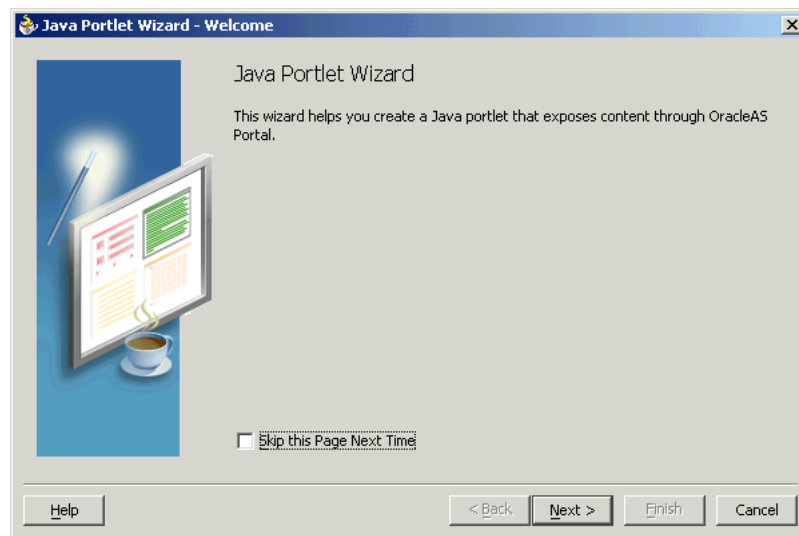 Java Portlet Wizard - Welcome
Java Portlet Wizard
This wizard helps you create a Java portlet that exposes content through OracleAS
Portal.
Skip this Page Next Time
Help
< Back
Next >
Finish
Cancel